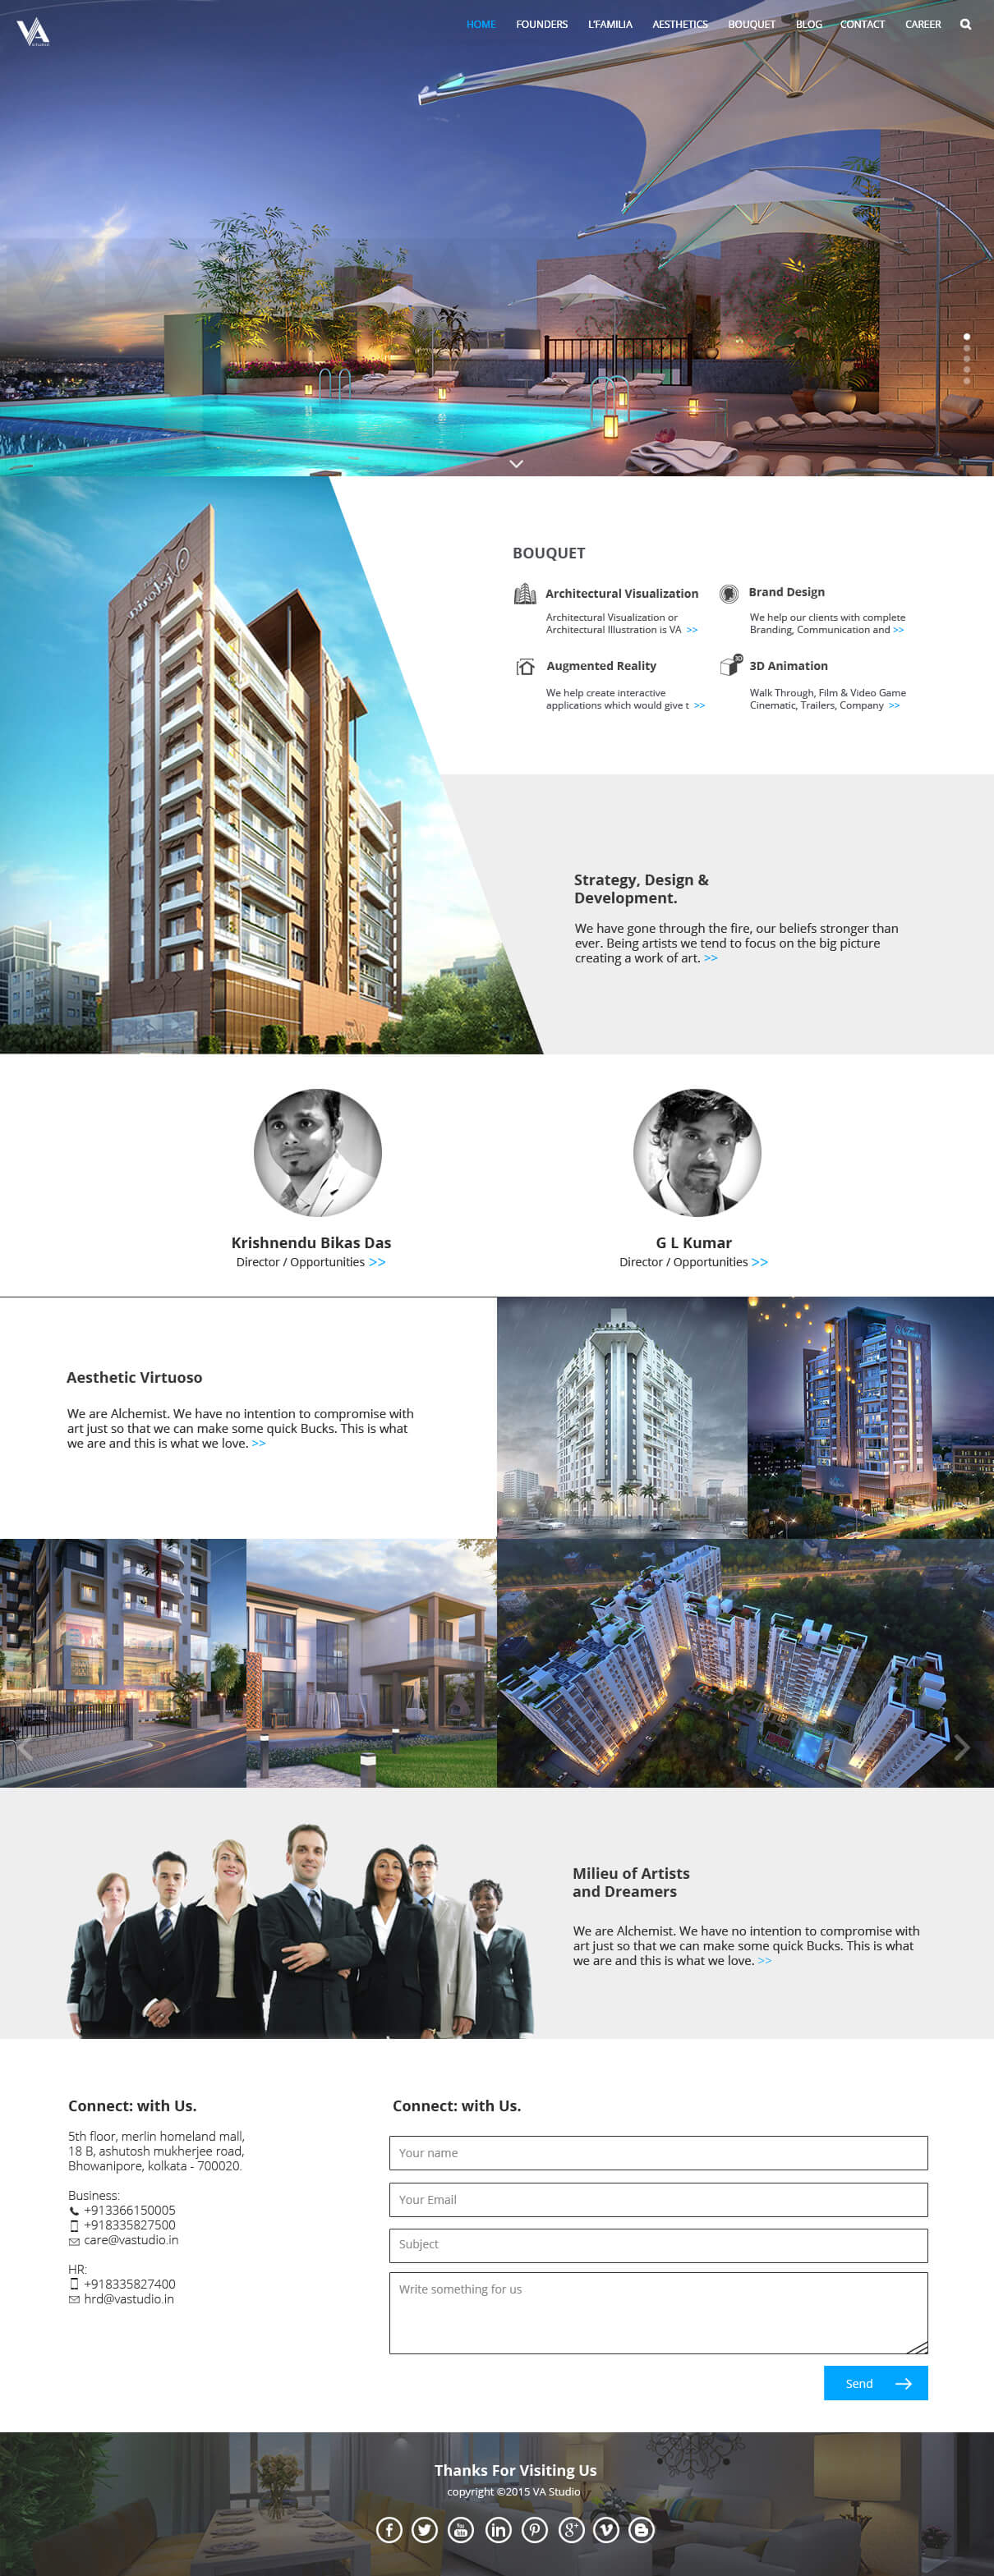 VA
STUDIO
HOME FOUNDERS L'FAMILIA AESTHETICS BOUQUET BLOG CONTACT CAREER
Victoria
BOUQUET
Architectural Visualization
Architectural Visualization or
Architectural Illustration is VA >>
Brand Design
We help our clients with complete
Branding, Communication and >>
Augmented Reality
We help create interactive
applications which would give t >>
3D
3D Animation
Walk Through, Film & Video Game
Cinematic, Trailers, Company >>
Strategy, Design &
Development.
We have gone through the fire, our beliefs stronger than
ever. Being artists we tend to focus on the big picture
creating a work of art. >>
Krishnendu Bikas Das
Director / Opportunities >>
G L Kumar
Director / Opportunities >>
Aesthetic Virtuoso
We are Alchemist. We have no intention to compromise with
art just so that we can make some quick Bucks. This is what
we are and this is what we love. >>
Victoria
Milieu of Artists
and Dreamers
We are Alchemist. We have no intention to compromise with
art just so that we can make some quick Bucks. This is what
we are and this is what we love. >>
Connect: with Us.
5th floor, merlin homeland mall,
18 B, ashutosh mukherjee road,
Bhowanipore, kolkata - 700020.
Business:
+913366150005
+918335827500
care@vastudio.in
HR:
+918335827400
hrd@vastudio.in
Connect: with Us.
Your name
Your Email
Subject
Write something for us
Send
Thanks For Visiting Us
copyright ©2015 VA Studio